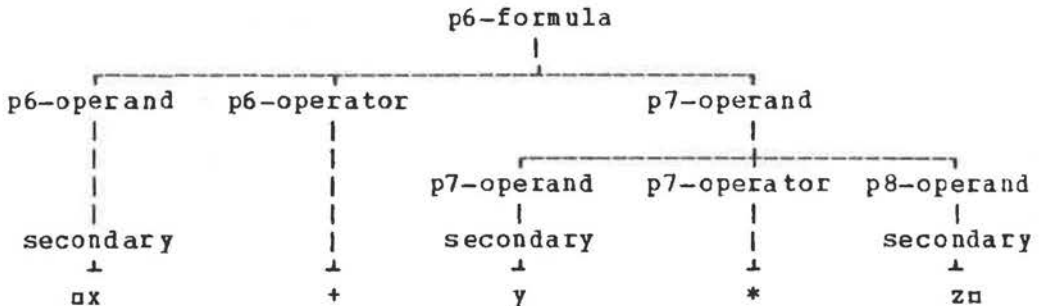 p6-formula
p6-operand p6-operator p7-operand
p7-operand p7-operator p8-operand
secondary secondary secondary
¤x + y * z¤